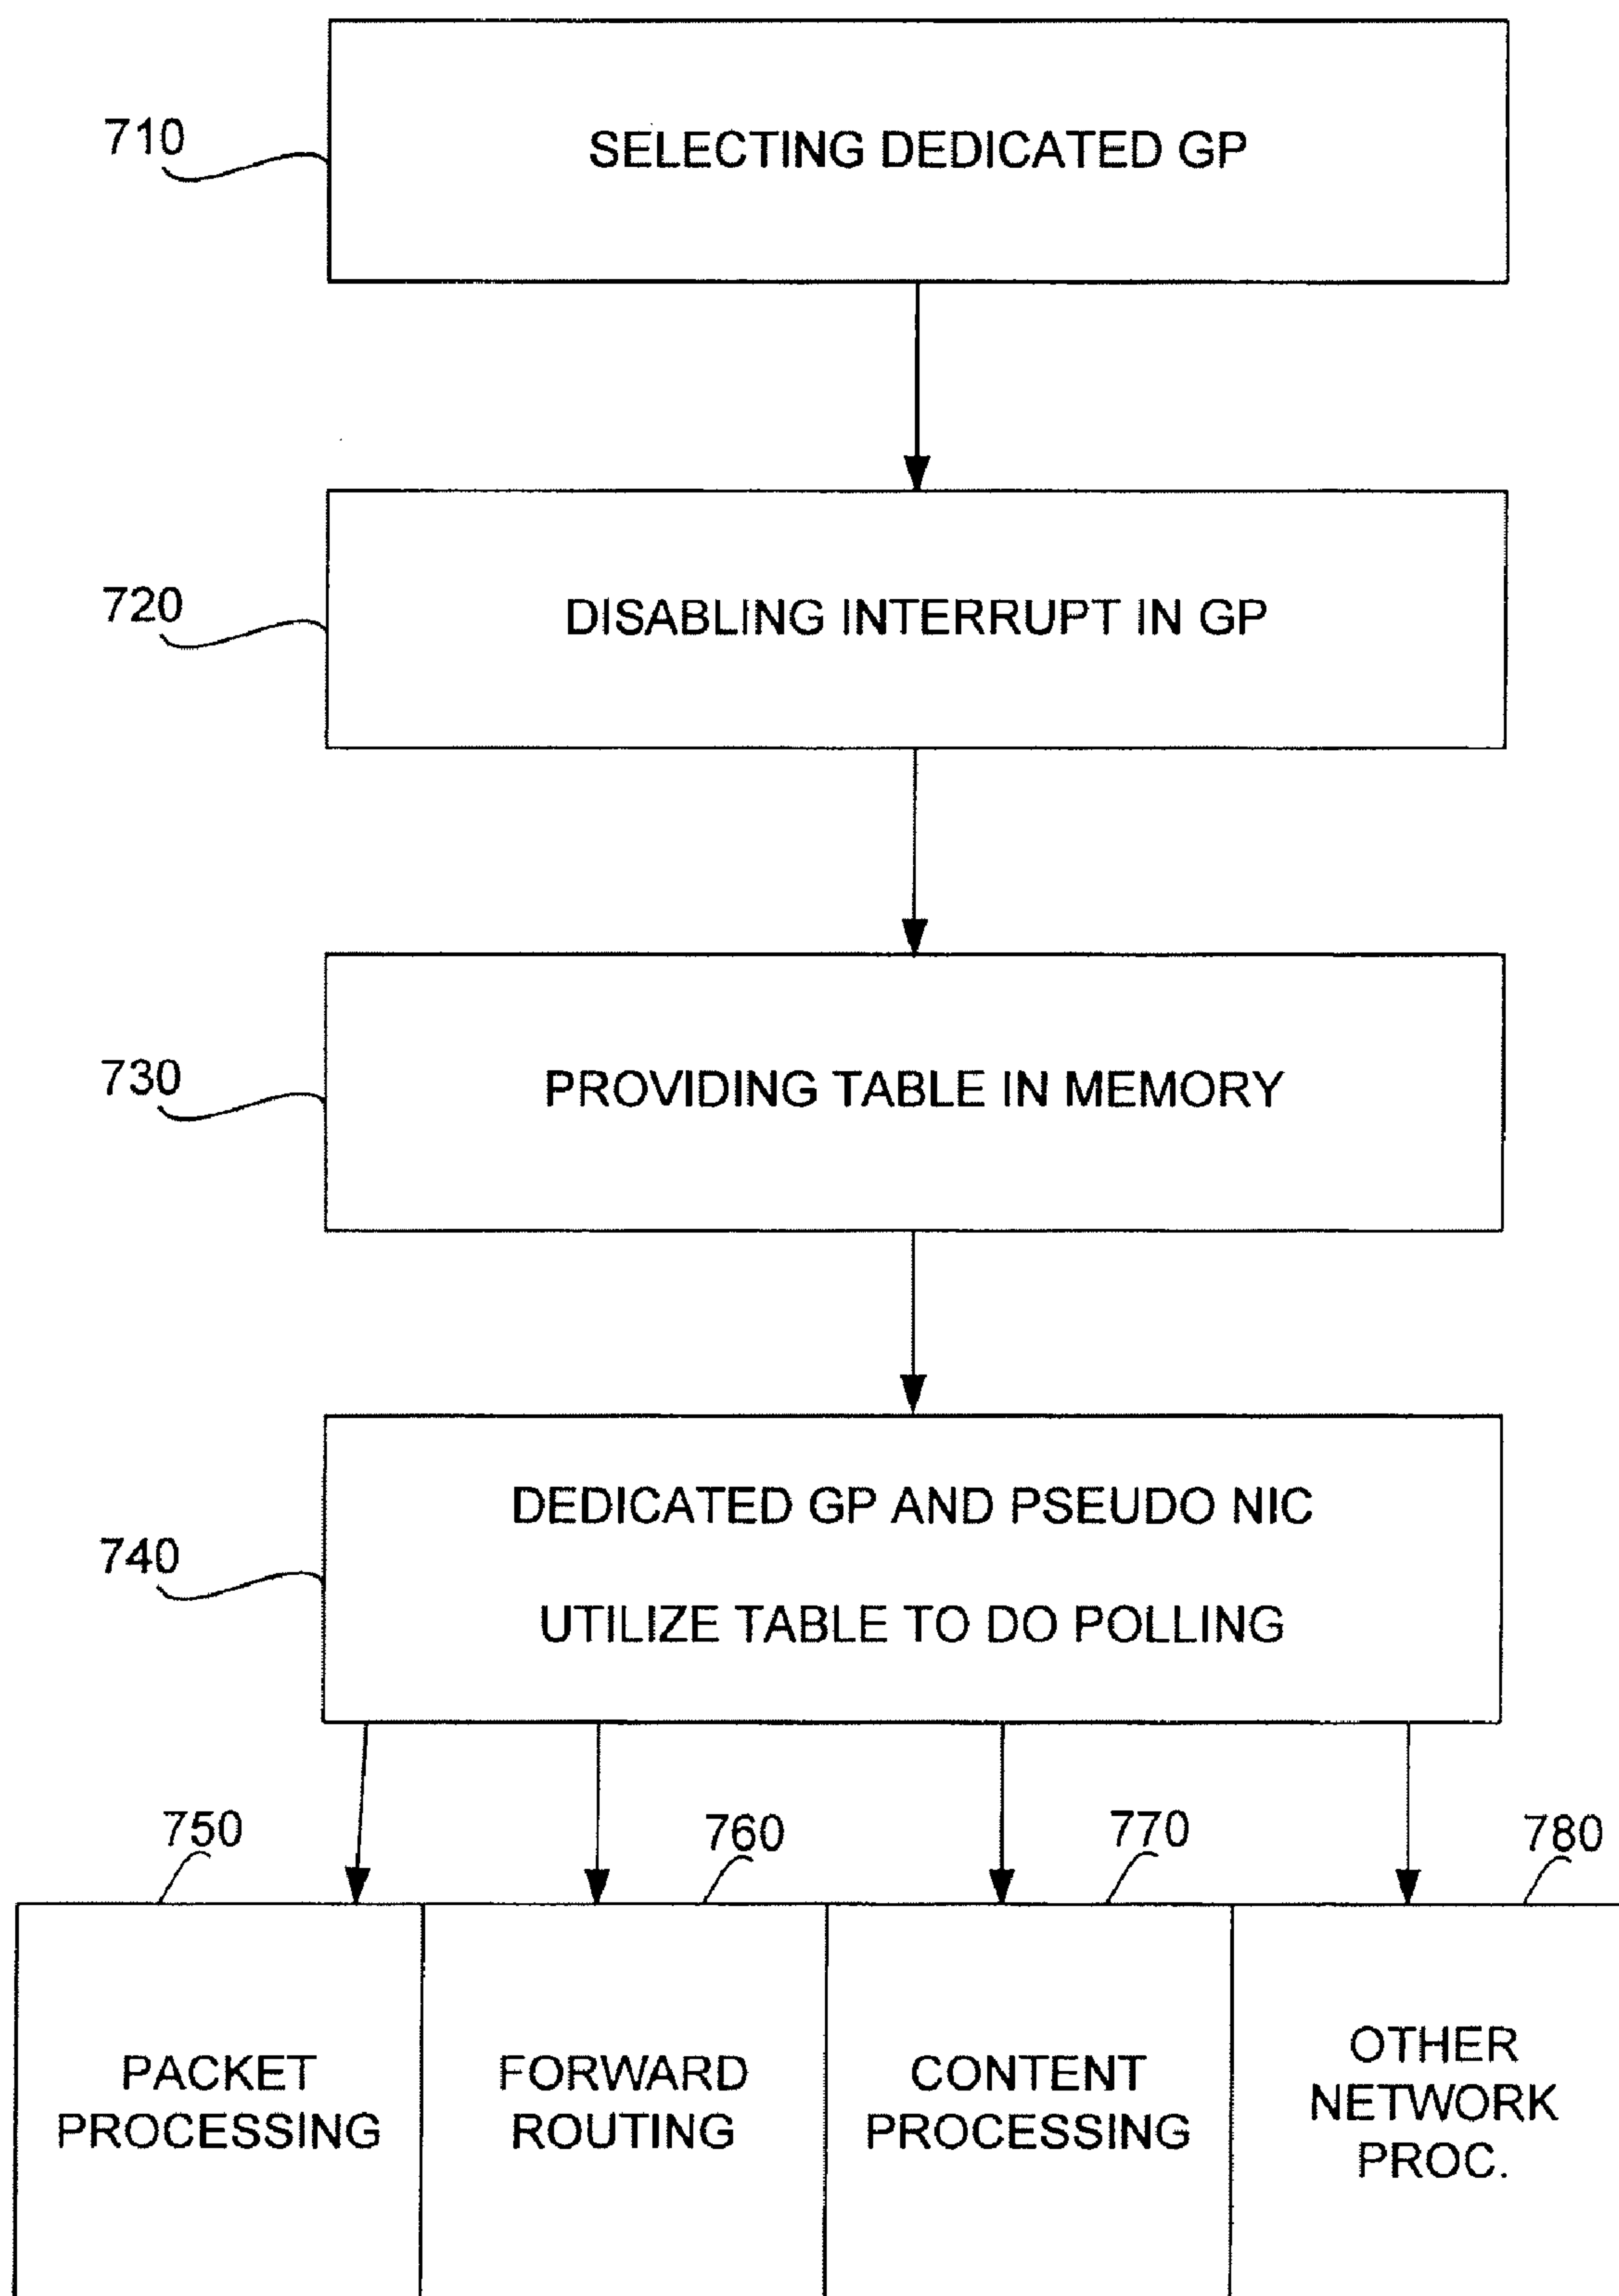 710
SELECTING DEDICATED GP
720
DISABLING INTERRUPT IN GP
730
PROVIDING TABLE IN MEMORY
DEDICATED GP AND PSEUDO NIC
740
UTILIZE TABLE TO DO POLLING
750
760
770
780
PACKET
PROCESSING
FORWARD
ROUTING
CONTENT
PROCESSING
OTHER
NETWORK
PROC.